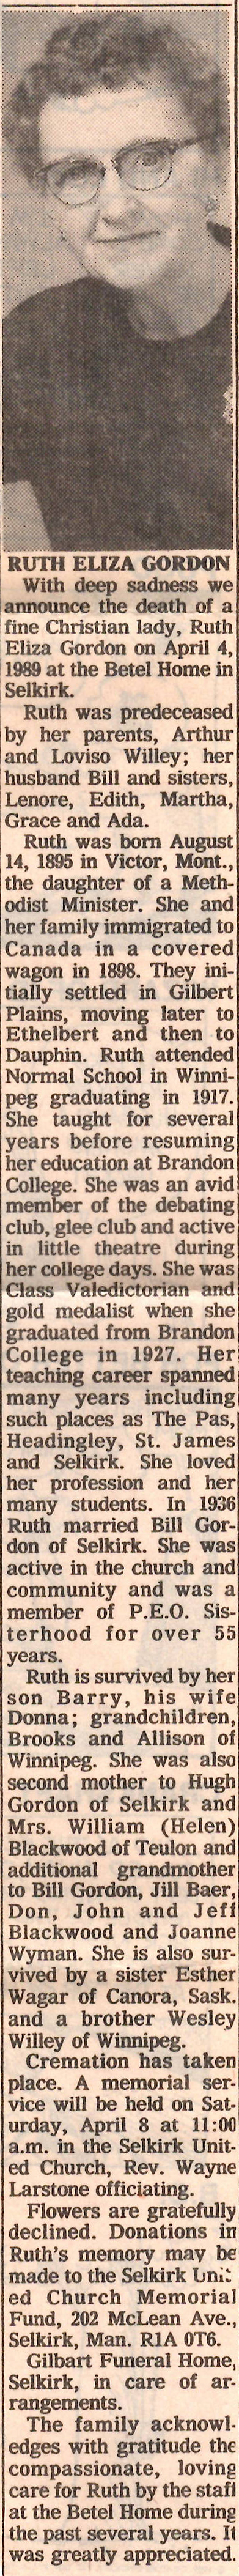 RUTH ELIZA GORDON
With deep sadness we
announce the death of a
fine Christian lady, Ruth
Eliza Gordon on April 4,
1989 at the Betel Home in
Selkirk.
Ruth was predeceased
by her parents, Arthur
and Loviso Willey; her
husband Bill and sisters,
Lenore, Edith, Martha,
Grace and Ada.
Ruth was born August
14, 1895 in Victor, Mont.,
the daughter of a Meth-
odist Minister. She and
her family immigrated to
Canada in a covered
wagon in 1898. They ini-
tially settled in Gilbert
Plains, moving later to
Ethelbert and then to
Dauphin. Ruth attended
Normal School in Winni-
peg graduating in 1917.
She taught for several
years before resuming
her education at Brandon
College. She was an avid
member of the debating
club, glee club and active
in little theatre during
her college days. She was
Class Valedictorian and
gold medalist when she
graduated from Brandon
College in 1927. Her
teaching career spanned
many years including
such places as The Pas,
Headingley, St. James
and Selkirk. She loved
her profession and her
many students. In 1936
Ruth married Bill Gor-
don of Selkirk. She was
active in the church and
community and was a
member of P.E.O. Sis-
terhood for over 55
years.
Ruth is survived by her
son Barry, his wife
Donna; grandchildren,
Brooks and Allison of
Winnipeg. She was also
second mother to Hugh
Gordon of Selkirk and
Mrs. William (Helen)
Blackwood of Teulon and
additional grandmother
to Bill Gordon, Jill Baer,
Don, John and Jeff
Blackwood and Joanne
Wyman. She is also sur-
vived by a sister Esther
Wagar of Canora, Sask.
and a brother Wesley
Willey of Winnipeg.
Cremation has taken
place. A memorial ser-
vice will be held on Sat-
urday, April 8 at 11:00
a.m. in the Selkirk Unit-
ed Church, Rev. Wayne
Larstone officiating.
Flowers are gratefully
declined. Donations in
Ruth's memory may be
made to the Selkirk Unit-
ed Church Memorial
Fund, 202 McLean Ave.,
Selkirk, Man. R1A 0T6.
Gilbart Funeral Home,
Selkirk, in care of ar-
rangements.
The family acknowl-
edges with gratitude the
compassionate, loving
care for Ruth by the staff
at the Betel Home during
the past several years. It
was greatly appreciated.